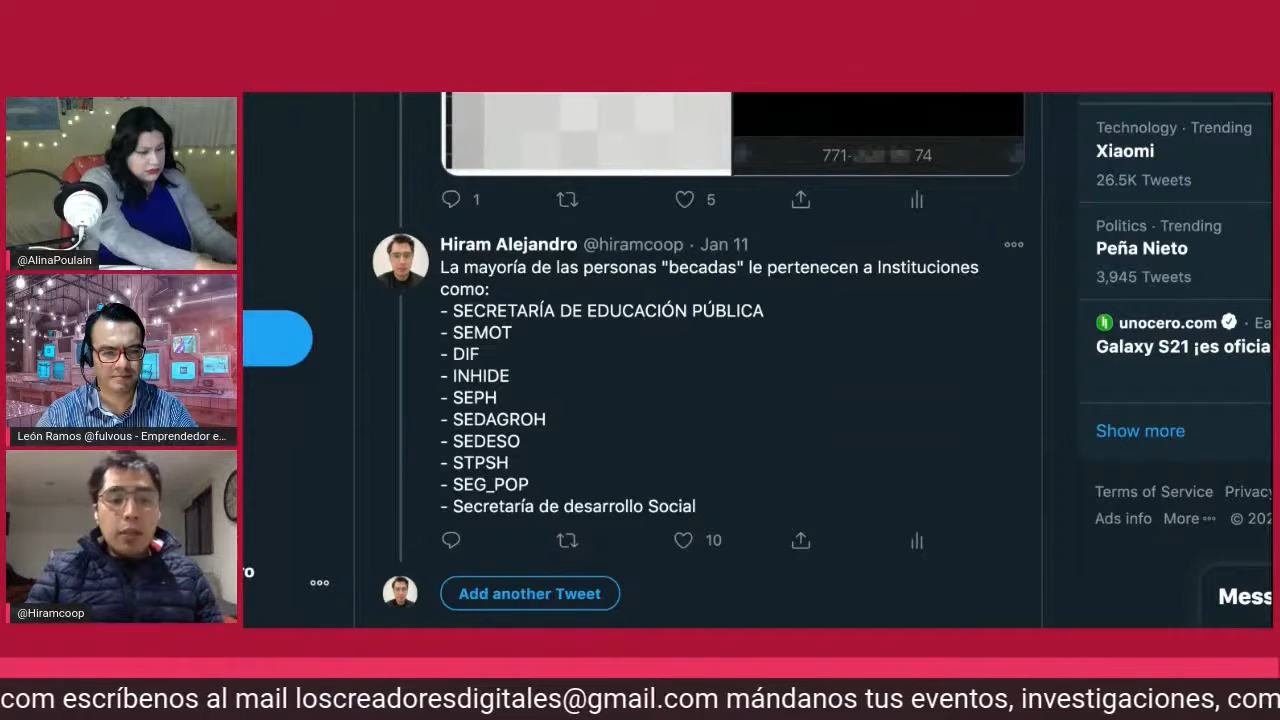 @AlinaPoulain
León Ramos @fulvous - Emprendedor e...
@Hiramcoop
771- 74
1
5
Hiram Alejandro @hiramcoop · Jan 11
La mayoría de las personas "becadas" le pertenecen a Instituciones
como:
- SECRETARÍA DE EDUCACIÓN PÚBLICA
- SEMOT
- DIF
- INHIDE
- SEPH
- SEDAGROH
- SEDESO
- STPSH
- SEG_POP
- Secretaría de desarrollo Social
10
Add another Tweet
Technology · Trending
Xiaomi
26.5K Tweets
Politics · Trending
Peña Nieto
3,945 Tweets
unocero.com · Ea
Galaxy S21 ¡es oficia
Show more
Terms of Service Privacy
Ads info More © 202
Mess
com escríbenos al mail loscreadoresdigitales@gmail.com mándanos tus eventos, investigaciones, com